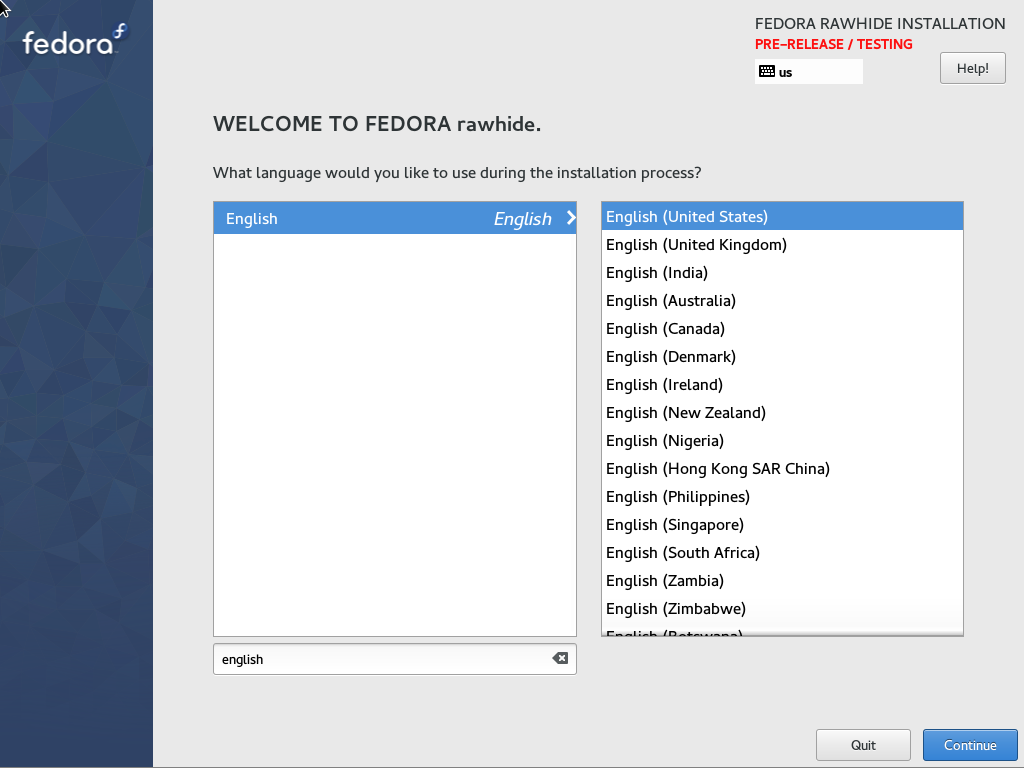 fedora
FEDORA RAWHIDE INSTALLATION
PRE-RELEASE / TESTING
us
Help!
WELCOME TO FEDORA rawhide.
What language would you like to use during the installation process?
English English
English (United States)
English (United Kingdom)
English (India)
English (Australia)
English (Canada)
English (Denmark)
English (Ireland)
English (New Zealand)
English (Nigeria)
English (Hong Kong SAR China)
English (Philippines)
English (Singapore)
English (South Africa)
English (Zambia)
English (Zimbabwe)
English (Botswana)
english
Quit
Continue